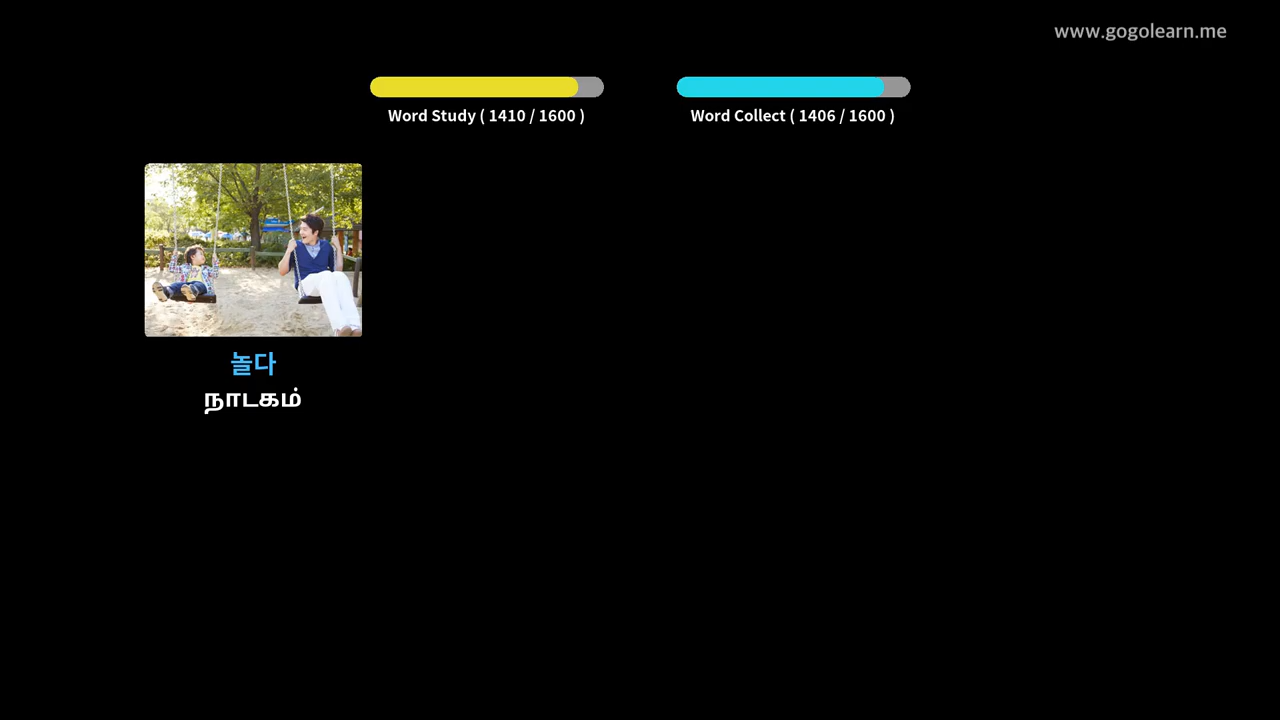 www.gogolearn.me
Word Study ( 1410 / 1600 )
Word Collect ( 1406 / 1600 )
놀다
நாடகம்